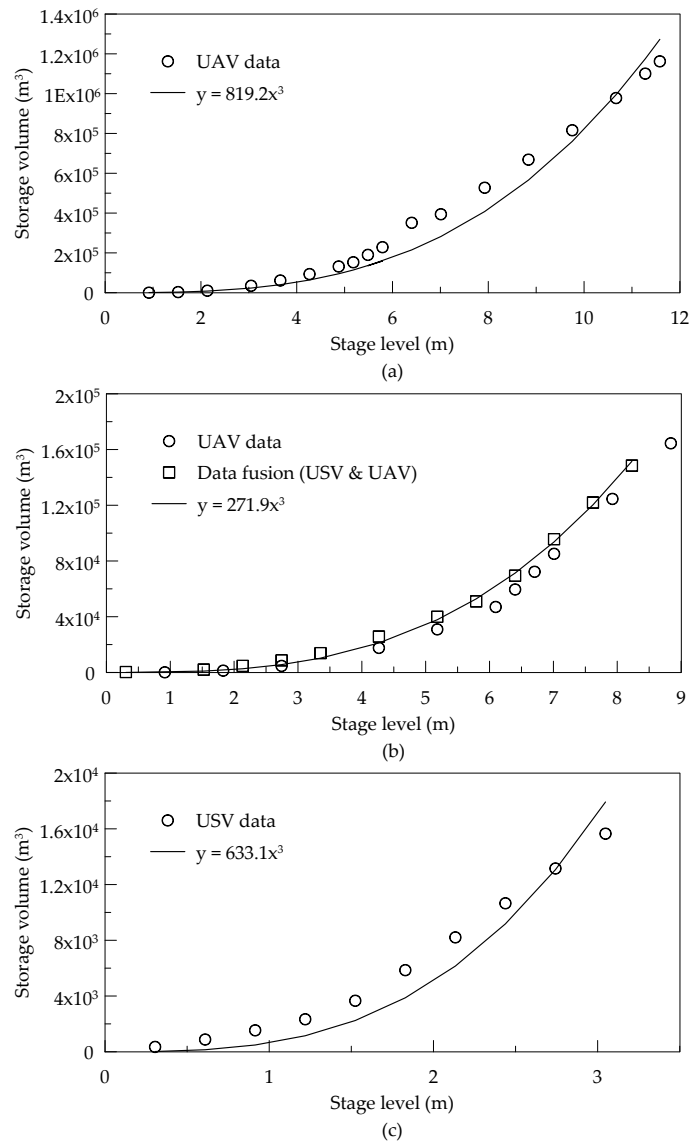 1.4x10⁶
1.2x10⁶
1Ex10⁶
8x10⁵
6x10⁵
4x10⁵
2x10⁵
0
Storage volume (m³)
UAV data
y = 819.2x³
0 2 4 6 8 10 12
Stage level (m)
(a)
2x10⁵
1.6x10⁵
1.2x10⁵
8x10⁴
4x10⁴
0
Storage volume (m³)
UAV data
Data fusion (USV & UAV)
y = 271.9x³
0 1 2 3 4 5 6 7 8 9
Stage level (m)
(b)
2x10⁴
1.6x10⁴
1.2x10⁴
8x10³
4x10³
0
Storage volume (m³)
USV data
y = 633.1x³
0 1 2 3
Stage level (m)
(c)